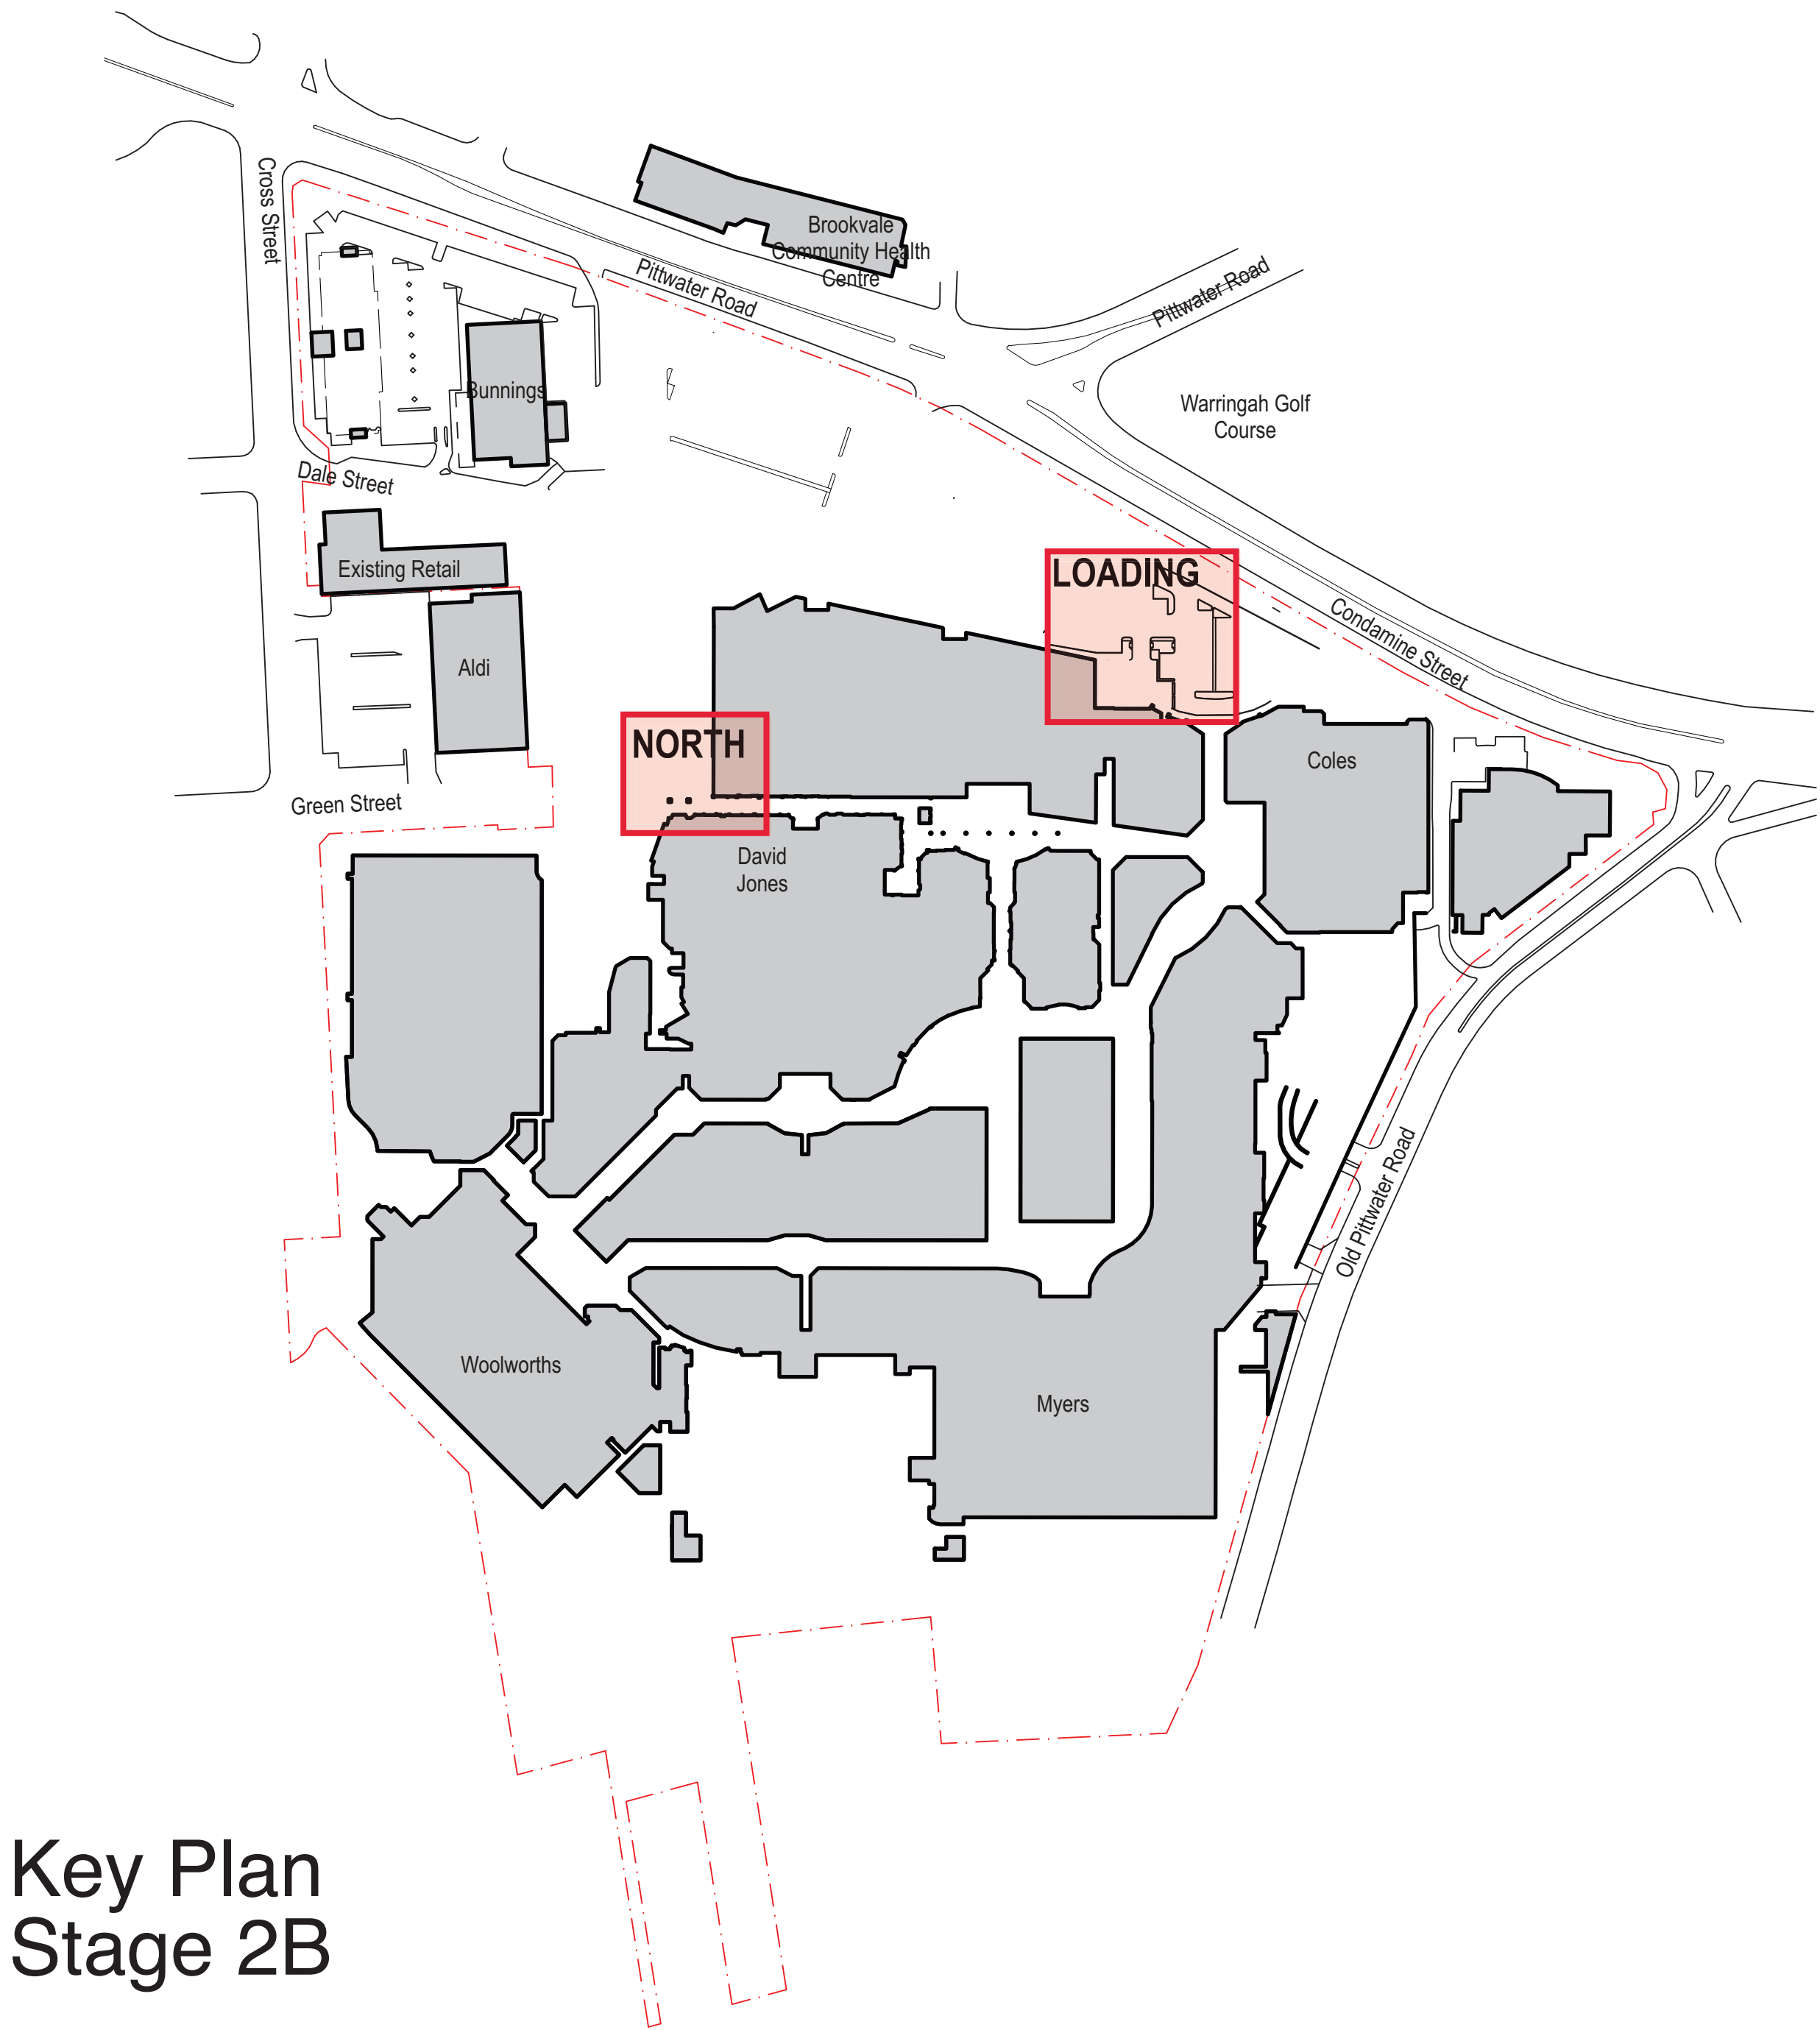 Cross Street
Brookvale
Community Health
Centre
Pittwater Road
Pittwater Road
Bunnings
Warringah Golf
Course
Dale Street
Existing Retail
LOADING
Condamine Street
Aldi
NORTH
Coles
Green Street
David
Jones
Old Pittwater Road
Woolworths
Myers
Key Plan
Stage 2B